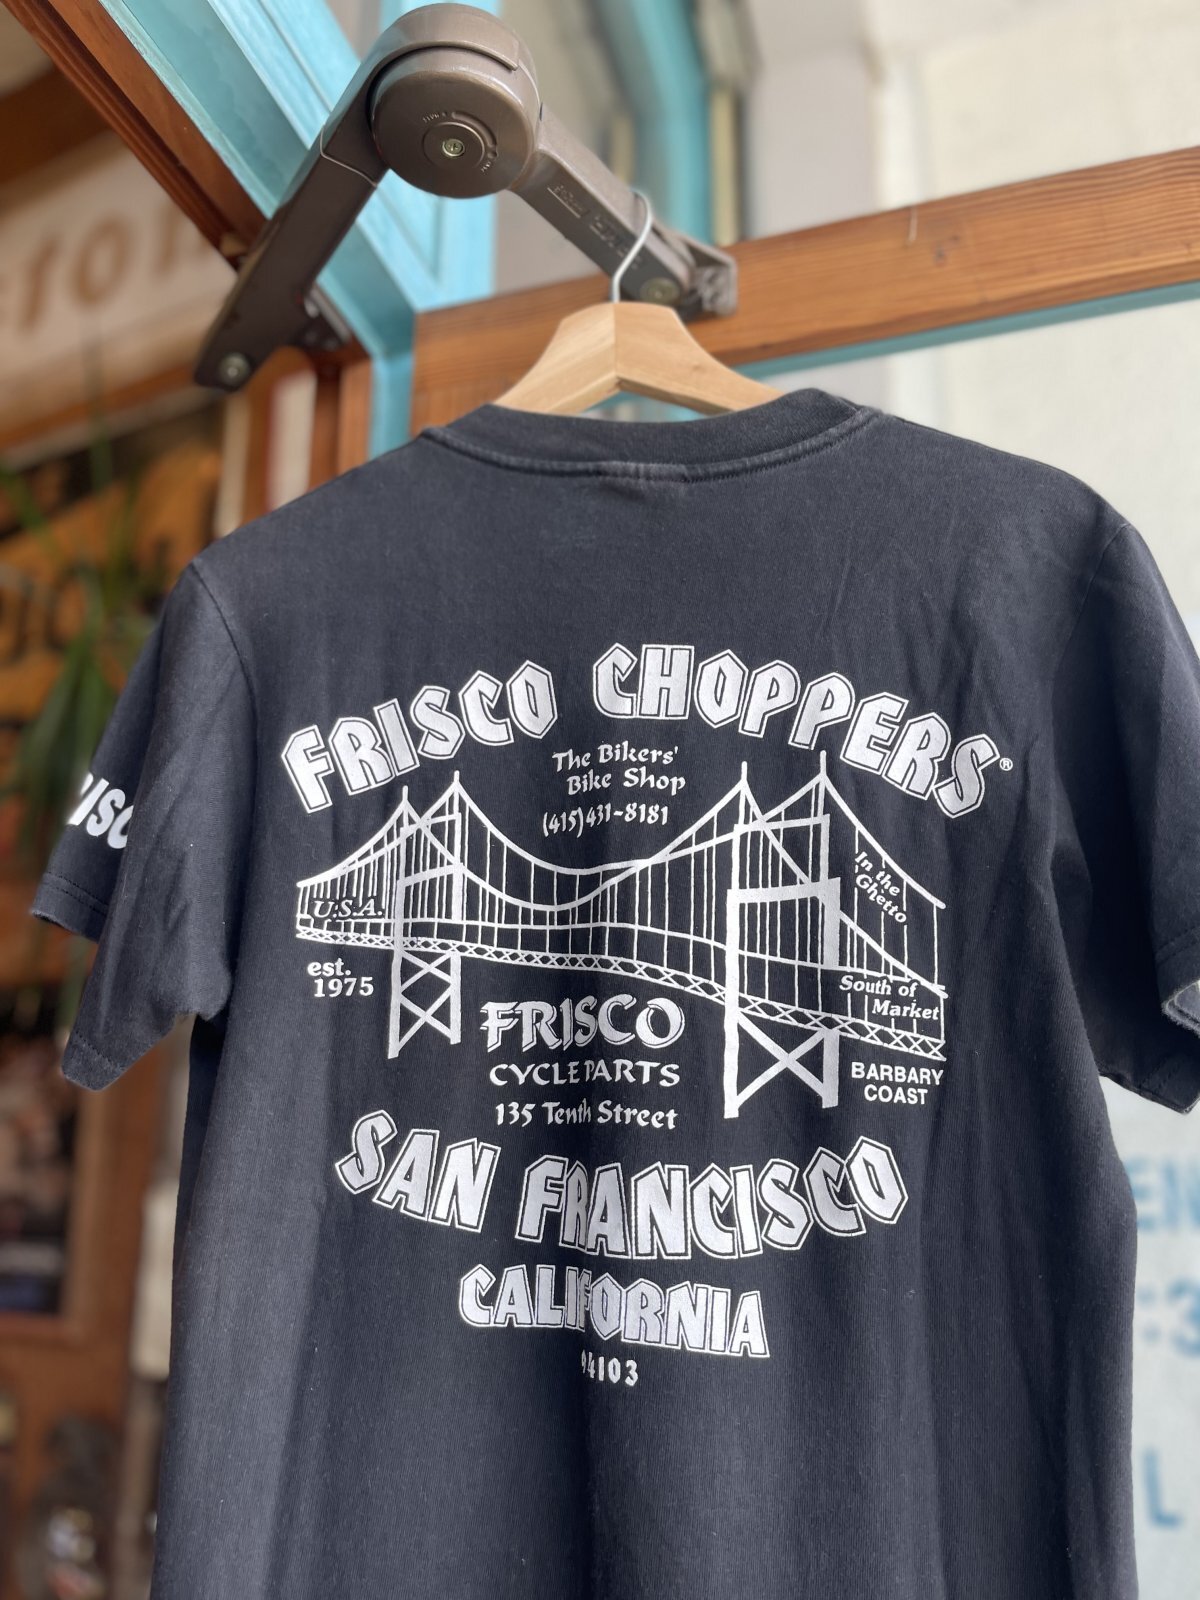 FRISCO CHOPPERS®
The Bikers'
Bike Shop
(415)431-8181
In the
Ghetto
U.S.A.
est.
1975
South of
Market
FRISCO
CYCLE PARTS
BARBARY
COAST
135 Tenth Street
SAN FRANCISCO
CALIFORNIA
94103